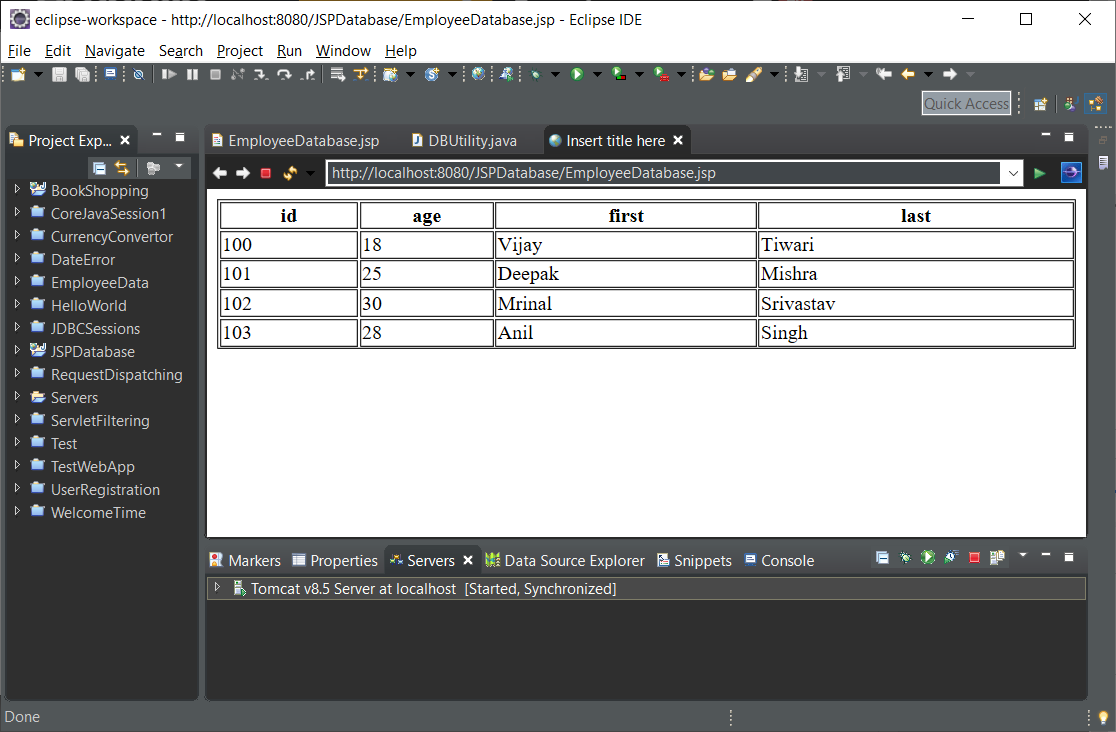 eclipse-workspace - http://localhost:8080/JSPDatabase/EmployeeDatabase.jsp - Eclipse IDE
File Edit Navigate Search Project Run Window Help
Quick Access
Project Exp...
BookShopping
CoreJavaSession1
CurrencyConvertor
DateError
EmployeeData
HelloWorld
JDBCSessions
JSPDatabase
RequestDispatching
Servers
ServletFiltering
Test
TestWebApp
UserRegistration
WelcomeTime
EmployeeDatabase.jsp DBUtility.java Insert title here
http://localhost:8080/JSPDatabase/EmployeeDatabase.jsp
id age first last
100 18 Vijay Tiwari
101 25 Deepak Mishra
102 30 Mrinal Srivastav
103 28 Anil Singh
Markers Properties Servers Data Source Explorer Snippets Console
Tomcat v8.5 Server at localhost [Started, Synchronized]
Done